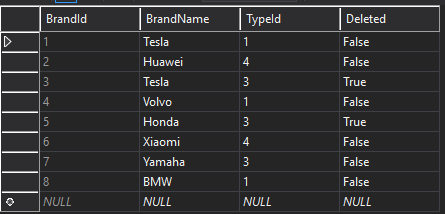 BrandId BrandName TypeId Deleted
1 Tesla 1 False
2 Huawei 4 False
3 Tesla 3 True
4 Volvo 1 False
5 Honda 3 True
6 Xiaomi 4 False
7 Yamaha 3 False
8 BMW 1 False
NULL NULL NULL NULL